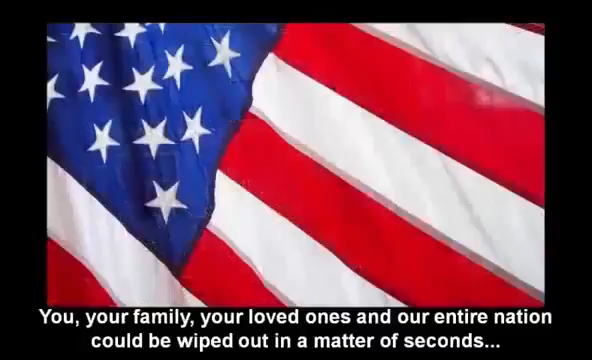 You, your family, your loved ones and our entire nation
could be wiped out in a matter of seconds...